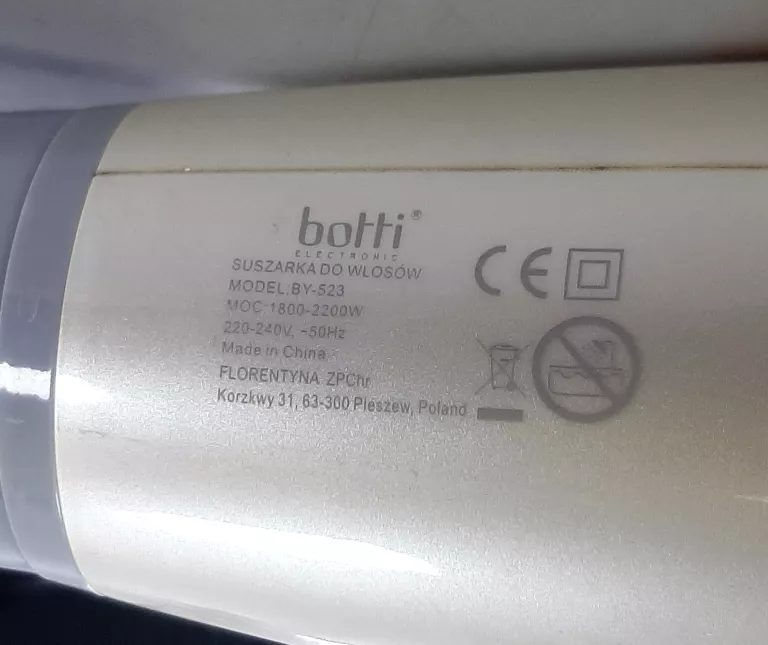 botti®
ELECTRONIC
SUSZARKA DO WLOSÓW
MODEL:BY-523
MOC:1800-2200W
220-240V, ~50Hz
Made in China
FLORENTYNA ZPChr
Korzkwy 31, 63-300 Pleszew, Poland
CE